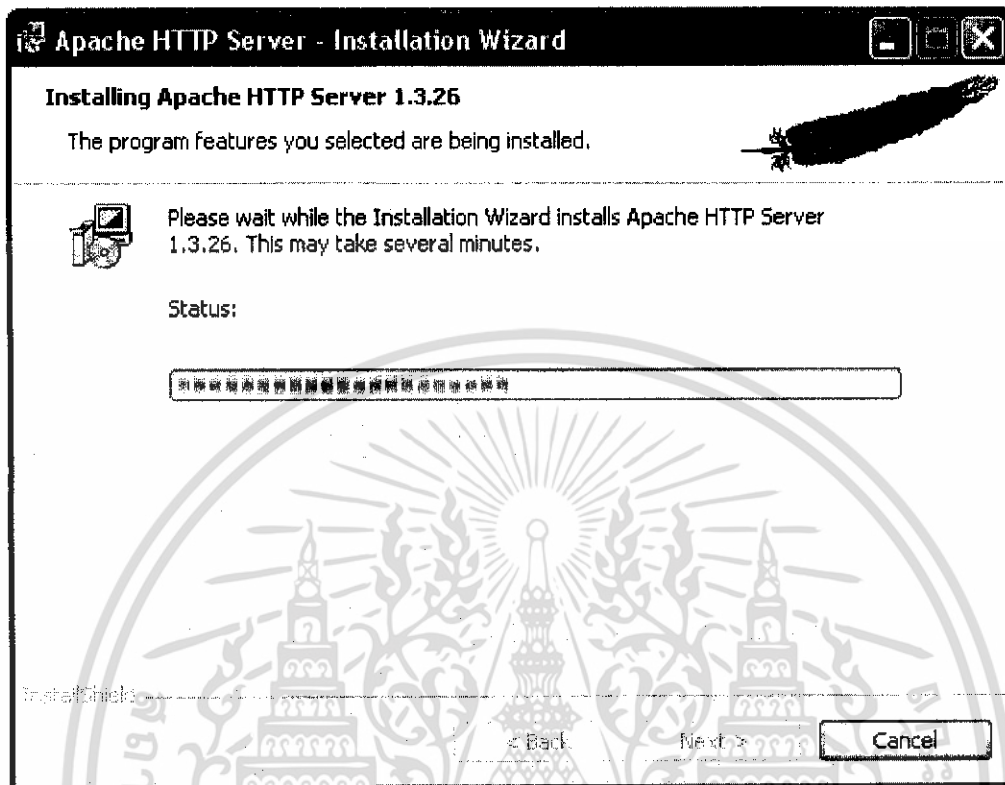 Apache HTTP Server - Installation Wizard
Installing Apache HTTP Server 1.3.26
The program features you selected are being installed.
Please wait while the Installation Wizard installs Apache HTTP Server
1.3.26. This may take several minutes.
Status:
InstallShield
< Back
Next >
Cancel